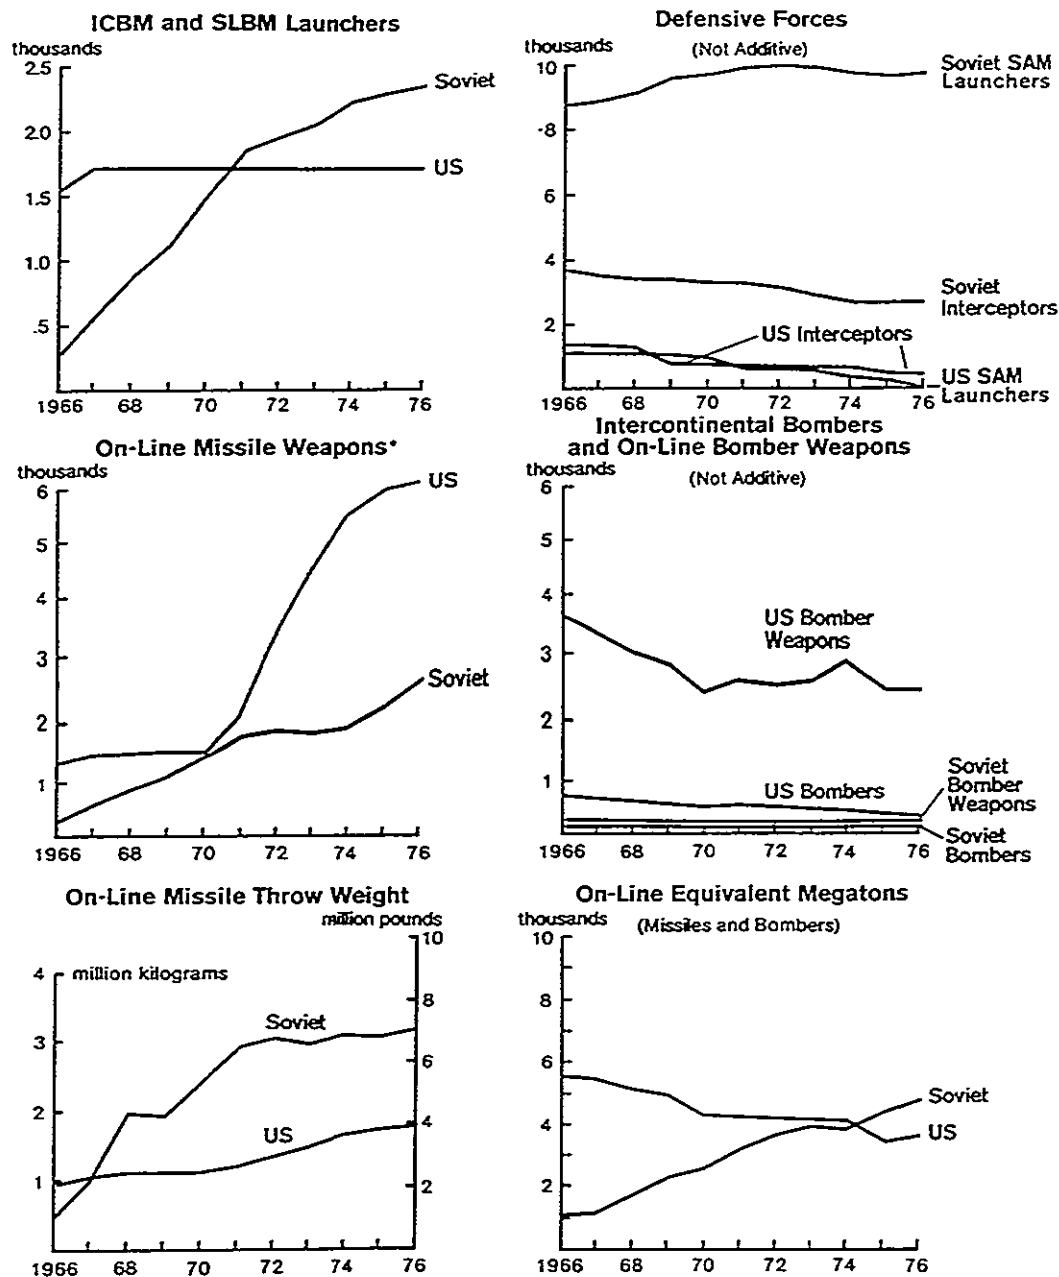 ICBM and SLBM Launchers
thousands
2.5
2.0
1.5
1.0
.5
1966 68 70 72 74 76
Soviet
US
Defensive Forces
(Not Additive)
thousands
10
-8
6
4
2
1966 68 70 72 74 76
Soviet SAM
Launchers
Soviet
Interceptors
US Interceptors
US SAM
Launchers
On-Line Missile Weapons*
thousands
6
5
4
3
2
1
1966 68 70 72 74 76
US
Soviet
Intercontinental Bombers
and On-Line Bomber Weapons
(Not Additive)
thousands
6
5
4
3
2
1
1966 68 70 72 74 76
US Bomber
Weapons
US Bombers
Soviet
Bomber
Weapons
Soviet
Bombers
On-Line Missile Throw Weight
million pounds
10
8
6
4
2
4 million kilograms
3
2
1
1966 68 70 72 74 76
Soviet
US
On-Line Equivalent Megatons
(Missiles and Bombers)
thousands
10
8
6
4
2
1966 68 70 72 74 76
Soviet
US